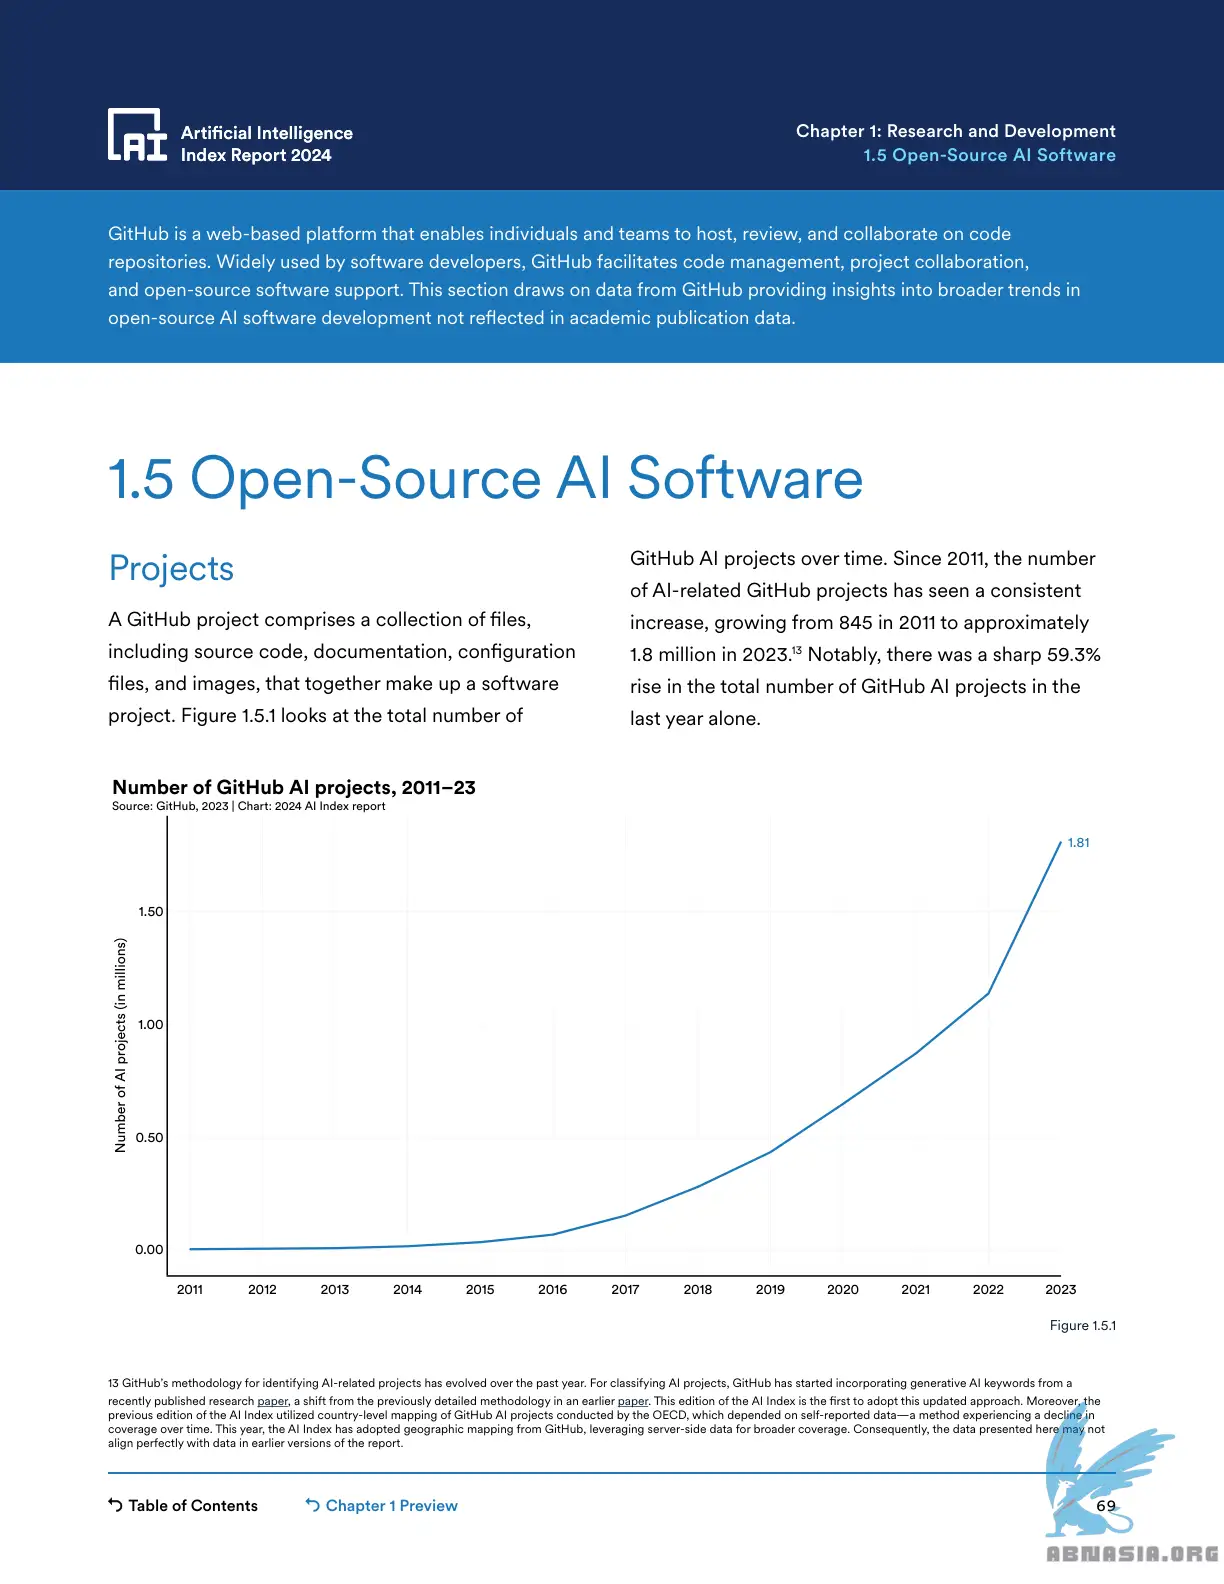 Artificial Intelligence
Index Report 2024
Chapter 1: Research and Development
1.5 Open-Source AI Software
GitHub is a web-based platform that enables individuals and teams to host, review, and collaborate on code
repositories. Widely used by software developers, GitHub facilitates code management, project collaboration,
and open-source software support. This section draws on data from GitHub providing insights into broader trends in
open-source AI software development not reflected in academic publication data.
1.5 Open-Source AI Software
Projects
A GitHub project comprises a collection of files,
including source code, documentation, configuration
files, and images, that together make up a software
project. Figure 1.5.1 looks at the total number of
GitHub AI projects over time. Since 2011, the number
of AI-related GitHub projects has seen a consistent
increase, growing from 845 in 2011 to approximately
1.8 million in 2023.13 Notably, there was a sharp 59.3%
rise in the total number of GitHub AI projects in the
last year alone.
Number of GitHub AI projects, 2011–23
Source: GitHub, 2023 | Chart: 2024 AI Index report
1.81
1.50
1.00
0.50
0.00
Number of AI projects (in millions)
2011 2012 2013 2014 2015 2016 2017 2018 2019 2020 2021 2022 2023
Figure 1.5.1
13 GitHub's methodology for identifying AI-related projects has evolved over the past year. For classifying AI projects, GitHub has started incorporating generative AI keywords from a
recently published research paper, a shift from the previously detailed methodology in an earlier paper. This edition of the AI Index is the first to adopt this updated approach. Moreover, the
previous edition of the AI Index utilized country-level mapping of GitHub AI projects conducted by the OECD, which depended on self-reported data—a method experiencing a decline in
coverage over time. This year, the AI Index has adopted geographic mapping from GitHub, leveraging server-side data for broader coverage. Consequently, the data presented here may not
align perfectly with data in earlier versions of the report.
Table of Contents
Chapter 1 Preview
69
ABNASIA.ORG